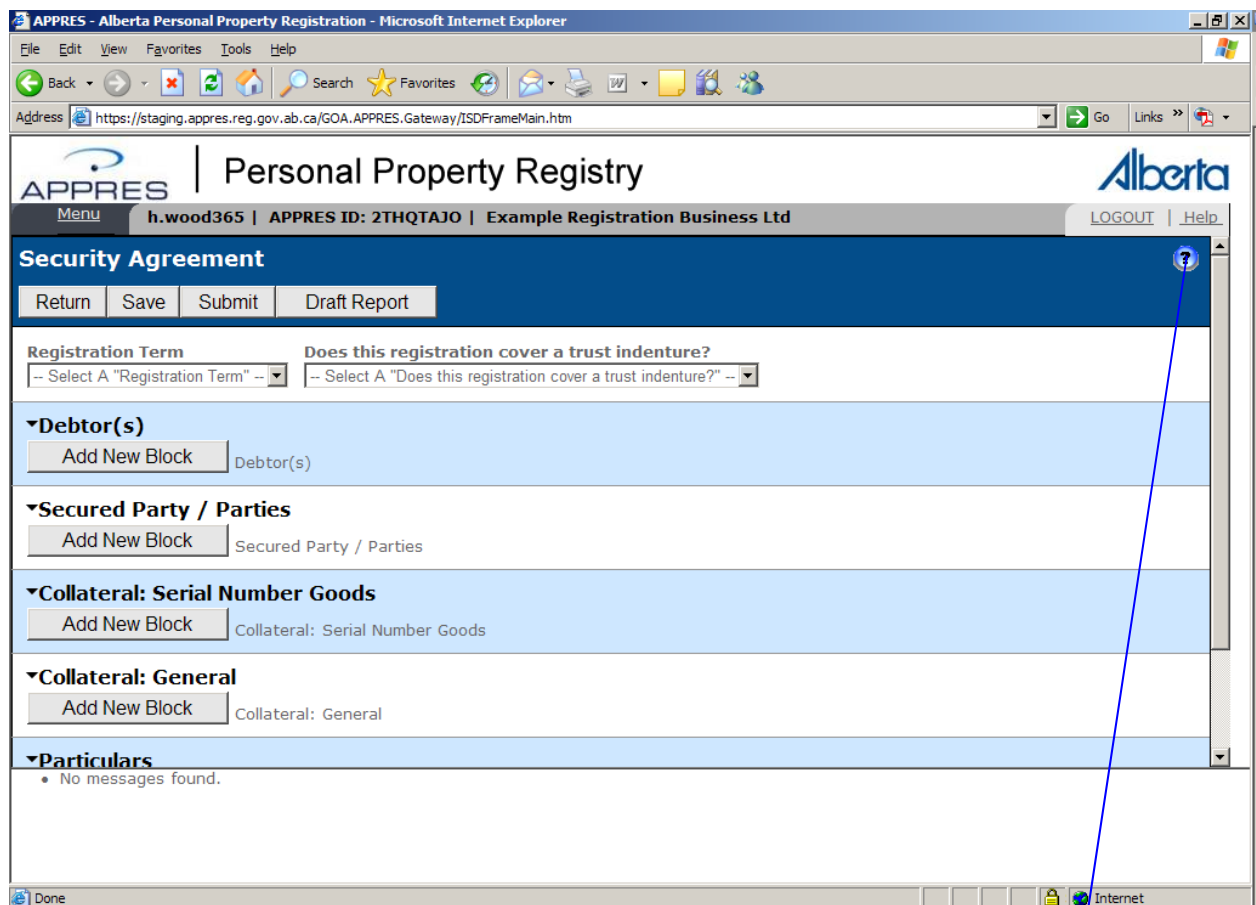 APPRES - Alberta Personal Property Registration - Microsoft Internet Explorer
File Edit View Favorites Tools Help
Back Search Favorites
Address https://staging.appres.reg.gov.ab.ca/GOA.APPRES.Gateway/ISDFrameMain.htm Go Links »
APPRES Personal Property Registry Alberta
Menu h.wood365 | APPRES ID: 2THQTAJO | Example Registration Business Ltd LOGOUT | Help
Security Agreement ?
Return Save Submit Draft Report
Registration Term Does this registration cover a trust indenture?
-- Select A "Registration Term" -- -- Select A "Does this registration cover a trust indenture?" --
Debtor(s)
Add New Block Debtor(s)
Secured Party / Parties
Add New Block Secured Party / Parties
Collateral: Serial Number Goods
Add New Block Collateral: Serial Number Goods
Collateral: General
Add New Block Collateral: General
Particulars
• No messages found.
Done Internet